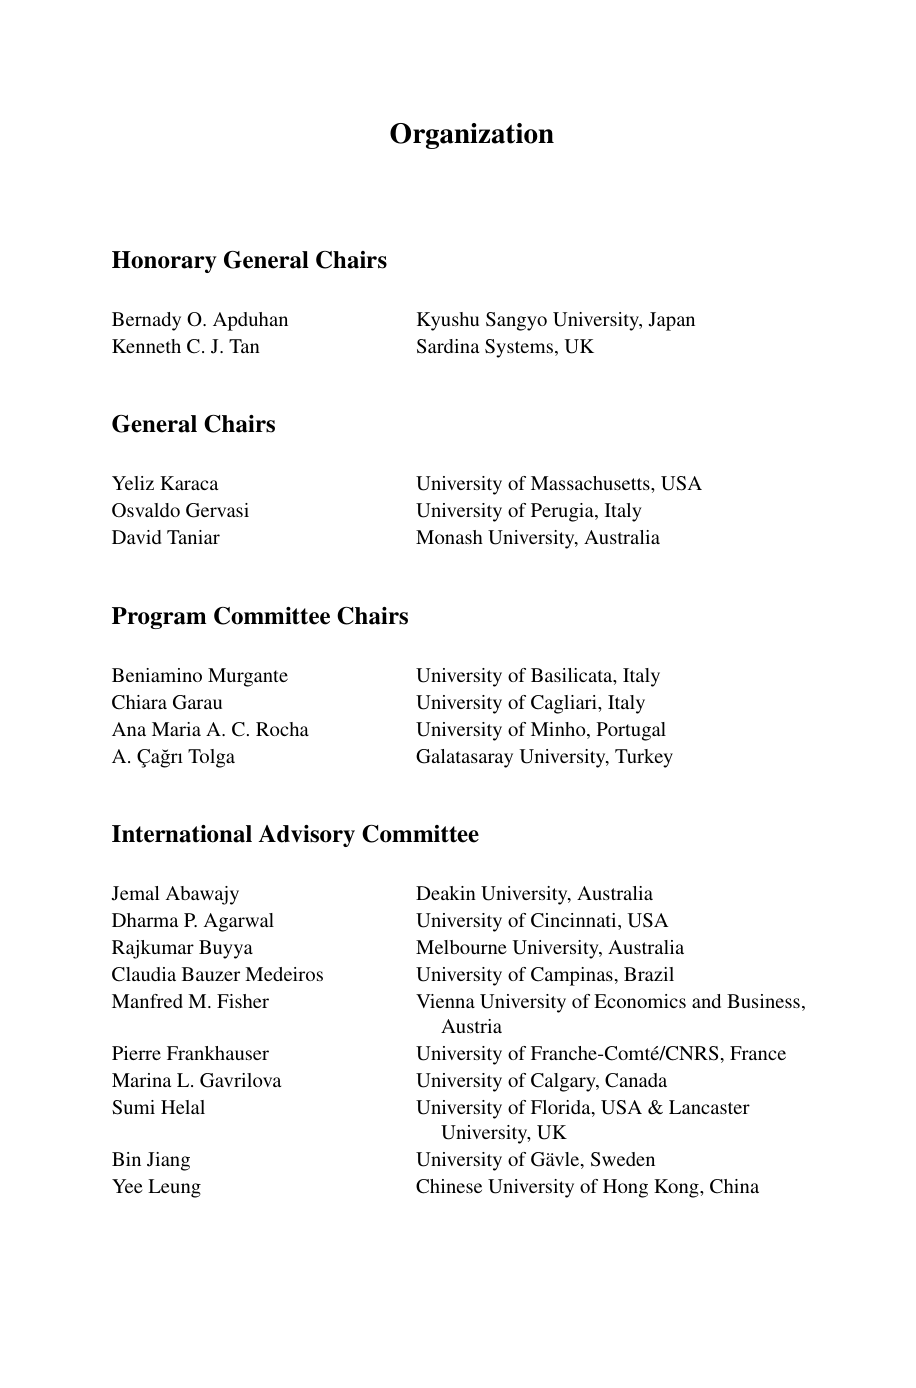 Organization
Honorary General Chairs
Bernady O. Apduhan Kyushu Sangyo University, Japan
Kenneth C. J. Tan Sardina Systems, UK
General Chairs
Yeliz Karaca University of Massachusetts, USA
Osvaldo Gervasi University of Perugia, Italy
David Taniar Monash University, Australia
Program Committee Chairs
Beniamino Murgante University of Basilicata, Italy
Chiara Garau University of Cagliari, Italy
Ana Maria A. C. Rocha University of Minho, Portugal
A. Çağrı Tolga Galatasaray University, Turkey
International Advisory Committee
Jemal Abawajy Deakin University, Australia
Dharma P. Agarwal University of Cincinnati, USA
Rajkumar Buyya Melbourne University, Australia
Claudia Bauzer Medeiros University of Campinas, Brazil
Manfred M. Fisher Vienna University of Economics and Business,
Austria
Pierre Frankhauser University of Franche-Comté/CNRS, France
Marina L. Gavrilova University of Calgary, Canada
Sumi Helal University of Florida, USA & Lancaster
University, UK
Bin Jiang University of Gävle, Sweden
Yee Leung Chinese University of Hong Kong, China